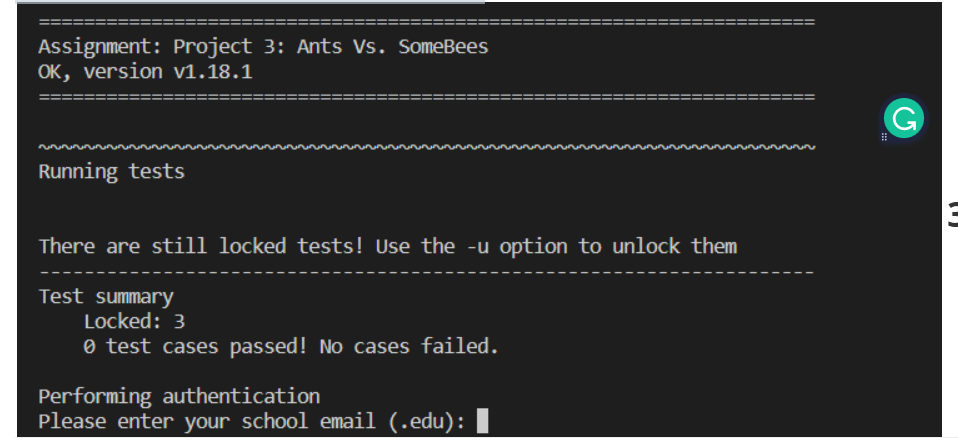 ======================================================================
Assignment: Project 3: Ants Vs. SomeBees
OK, version v1.18.1
======================================================================
~~~~~~~~~~~~~~~~~~~~~~~~~~~~~~~~~~~~~~~~~~~~~~~~~~~~~~~~~~~~~~~~~~~~~
Running tests
There are still locked tests! Use the -u option to unlock them
---------------------------------------------------------------------
Test summary
    Locked: 3
    0 test cases passed! No cases failed.
Performing authentication
Please enter your school email (.edu):
G
3